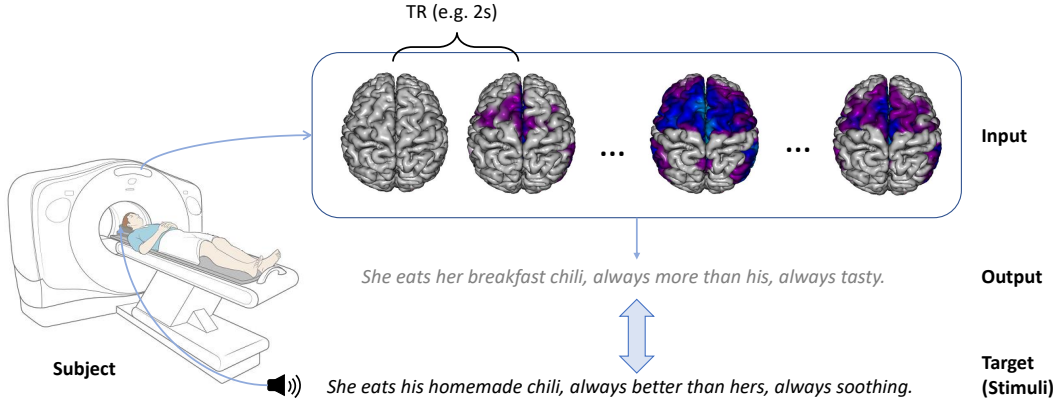 TR (e.g. 2s)
... ...
Input
She eats her breakfast chili, always more than his, always tasty.
Output
Subject
She eats his homemade chili, always better than hers, always soothing.
Target
(Stimuli)